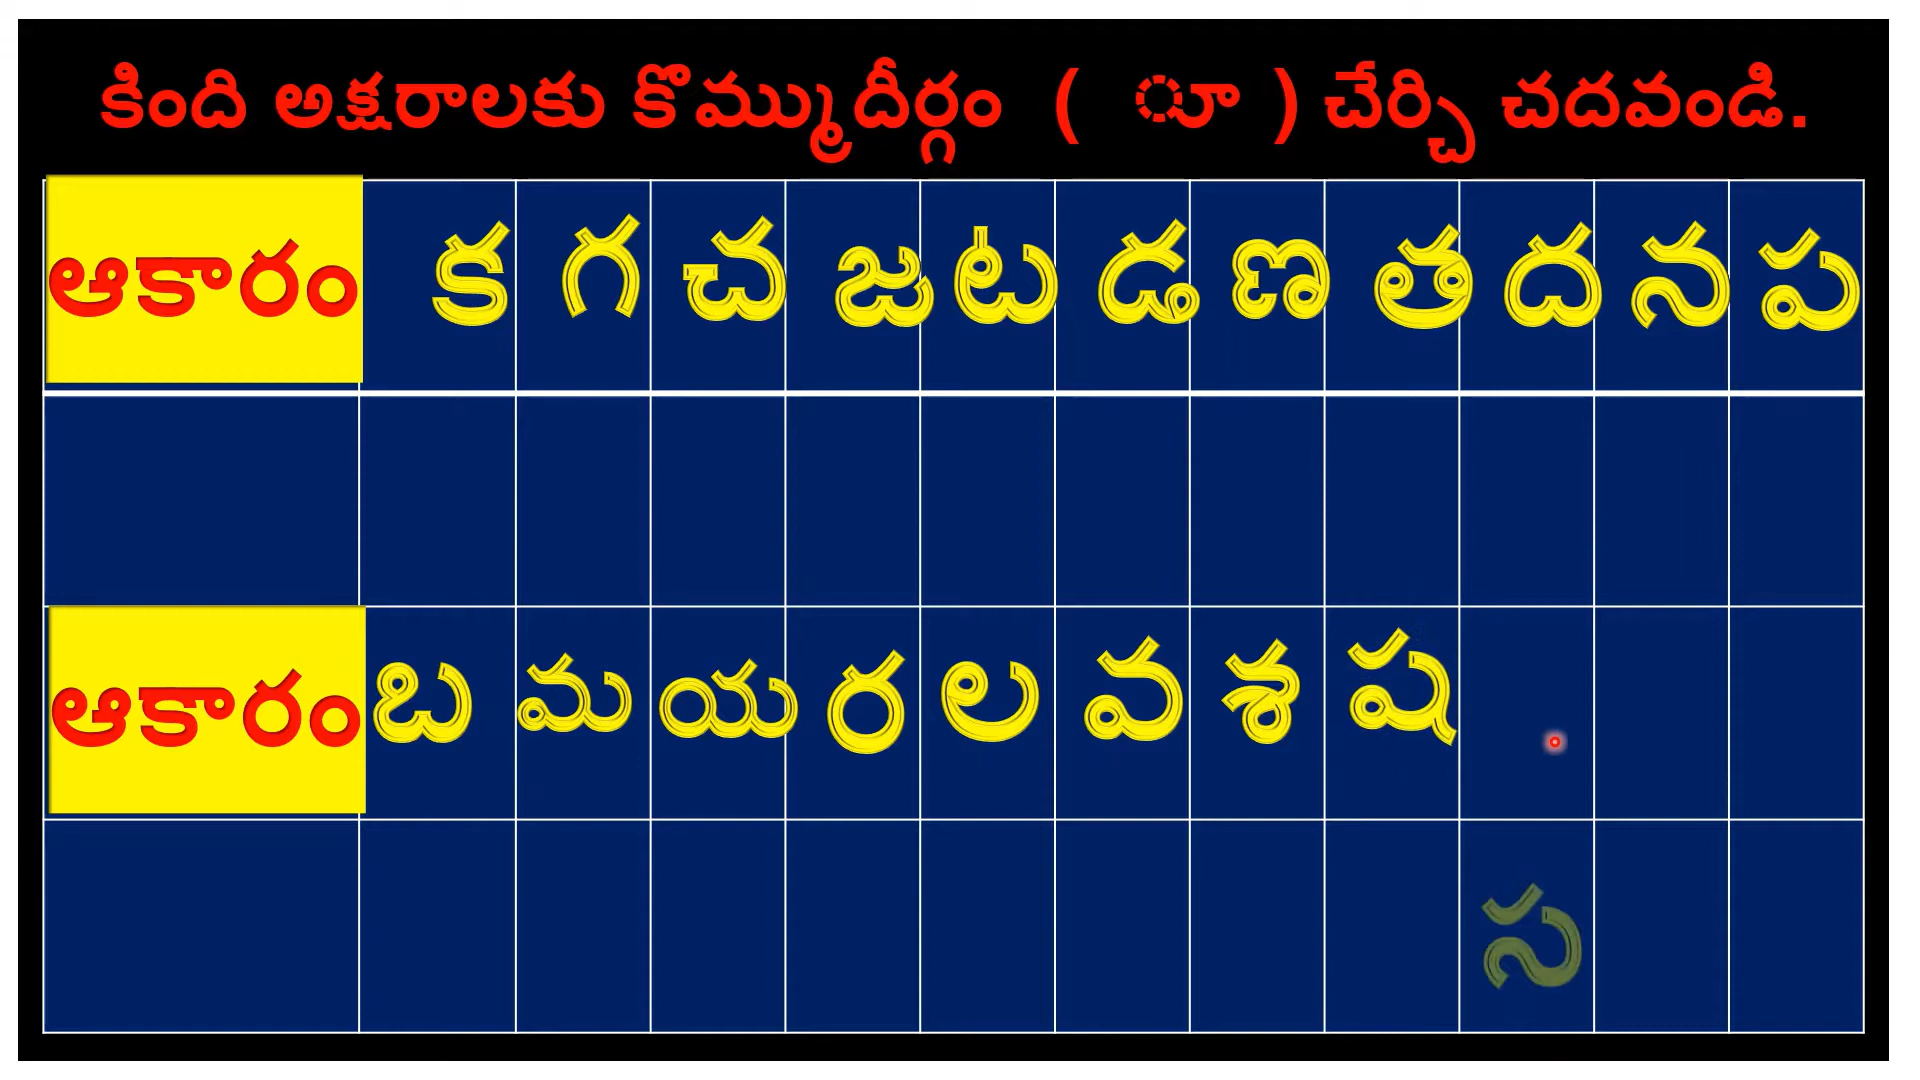 కింది అక్షరాలకు కొమ్ముదీర్గం ( ూ ) చేర్చి చదవండి.
ఆకారం క గ చ జ ట డ ణ త ద న ప
ఆకారం బ మ య ర ల వ శ ష
స